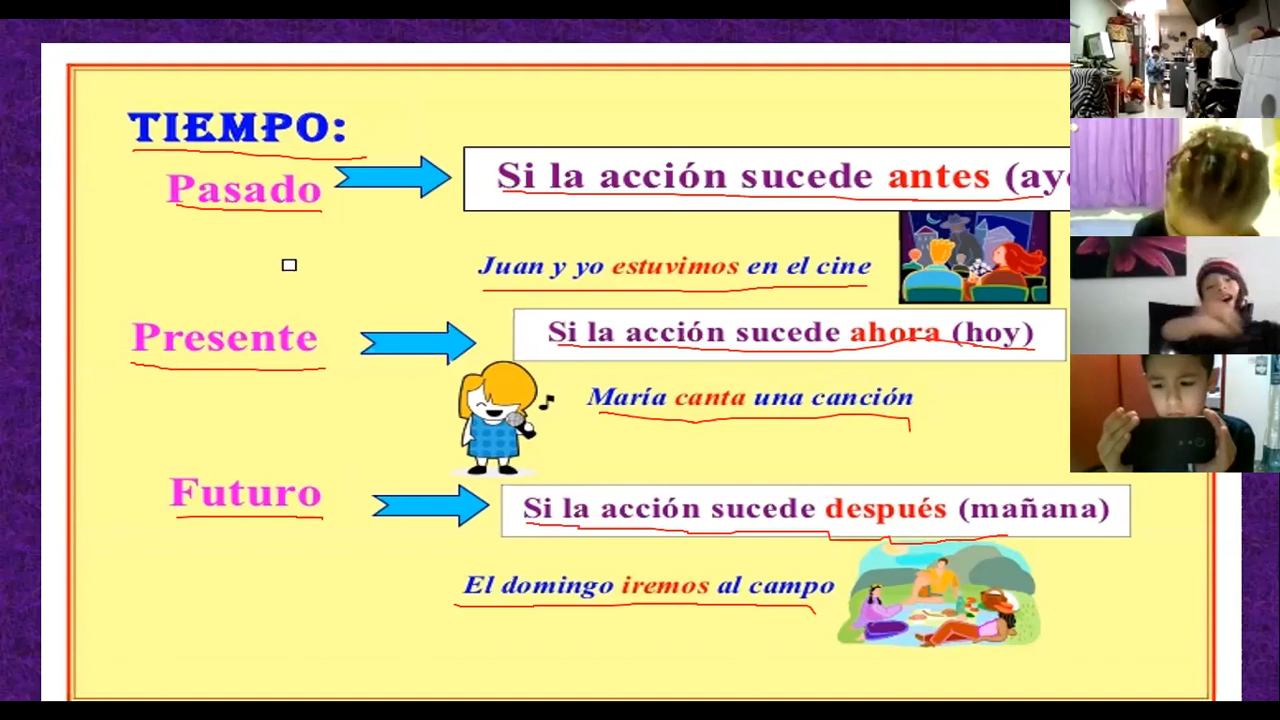 TIEMPO:
Pasado
Si la acción sucede antes
Juan y yo estuvimos en el cine
Presente
Si la acción sucede ahora (hoy)
María canta una canción
Futuro
Si la acción sucede después (mañana)
El domingo iremos al campo